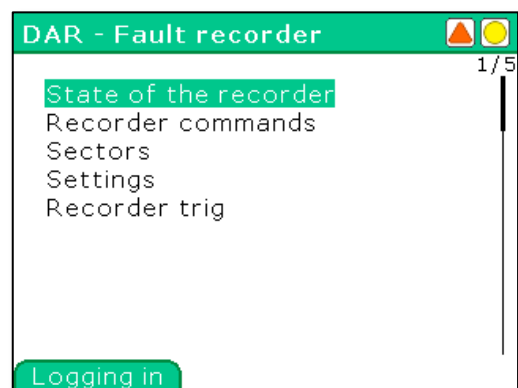 DAR - Fault recorder
1/5
State of the recorder
Recorder commands
Sectors
Settings
Recorder trig
Logging in